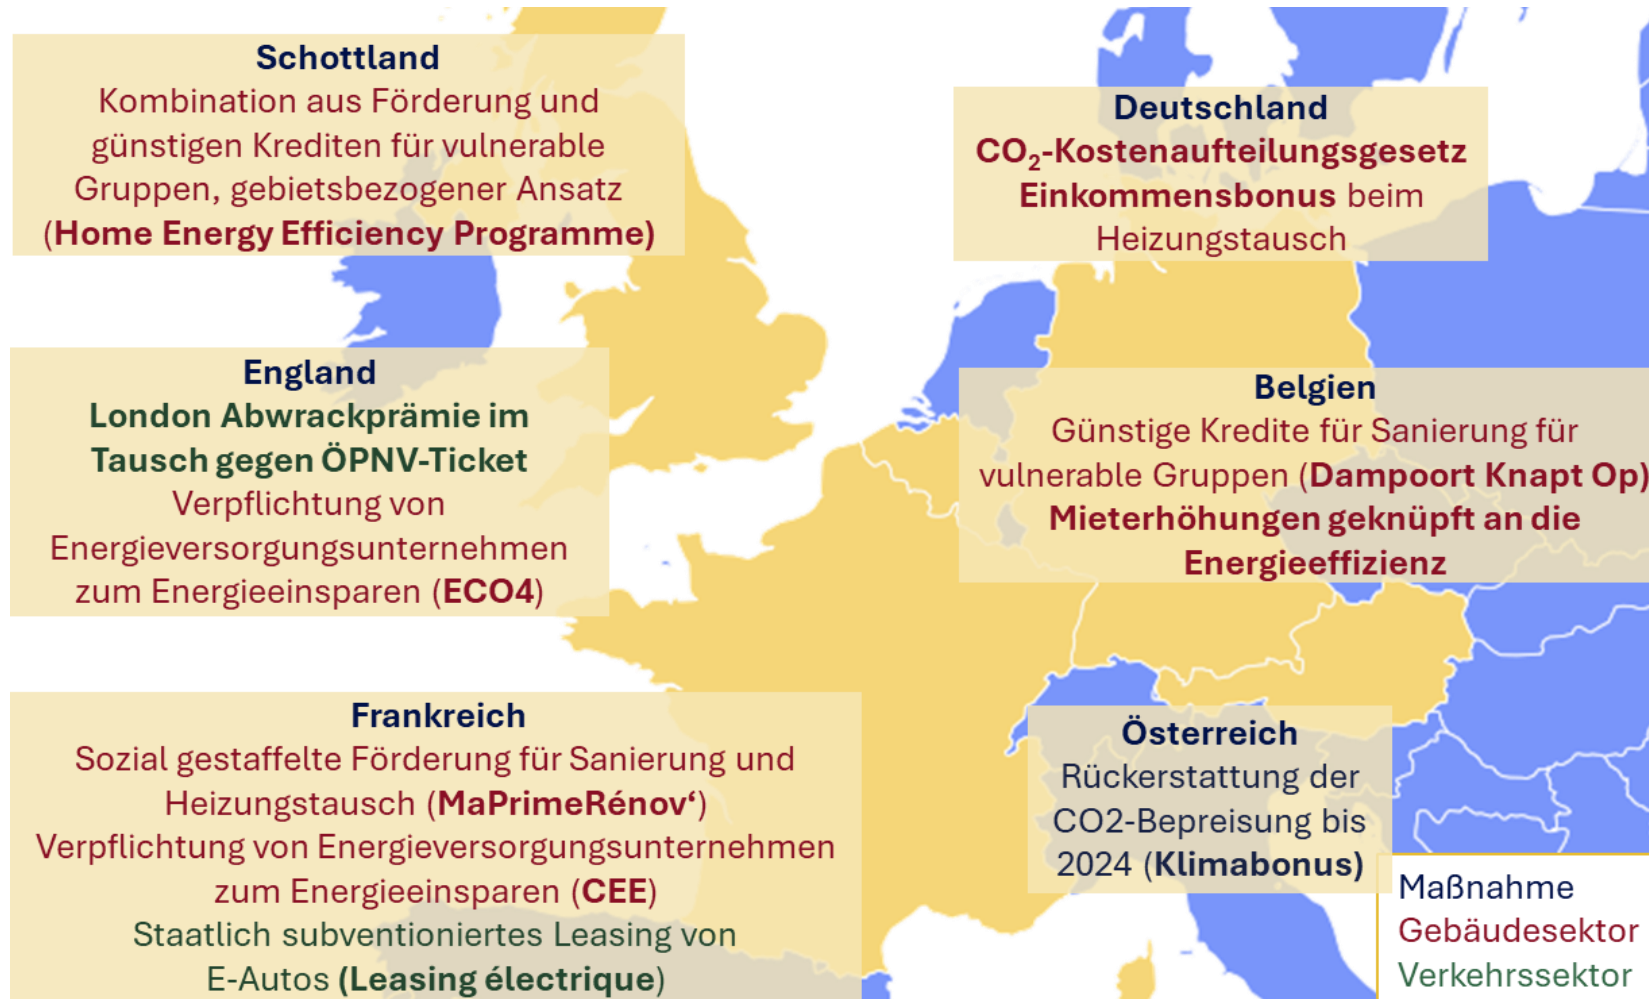 Schottland
Kombination aus Förderung und
günstigen Krediten für vulnerable
Gruppen, gebietsbezogener Ansatz
(Home Energy Efficiency Programme)
Deutschland
CO₂-Kostenaufteilungsgesetz
Einkommensbonus beim
Heizungstausch
England
London Abwrackprämie im
Tausch gegen ÖPNV-Ticket
Verpflichtung von
Energieversorgungsunternehmen
zum Energieeinsparen (ECO4)
Belgien
Günstige Kredite für Sanierung für
vulnerable Gruppen (Dampoort Knapt Op)
Mieterhöhungen geknüpft an die
Energieeffizienz
Frankreich
Sozial gestaffelte Förderung für Sanierung und
Heizungstausch (MaPrimeRénov‘)
Verpflichtung von Energieversorgungsunternehmen
zum Energieeinsparen (CEE)
Staatlich subventioniertes Leasing von
E-Autos (Leasing électrique)
Österreich
Rückerstattung der
CO2-Bepreisung bis
2024 (Klimabonus)
Maßnahme
Gebäudesektor
Verkehrssektor